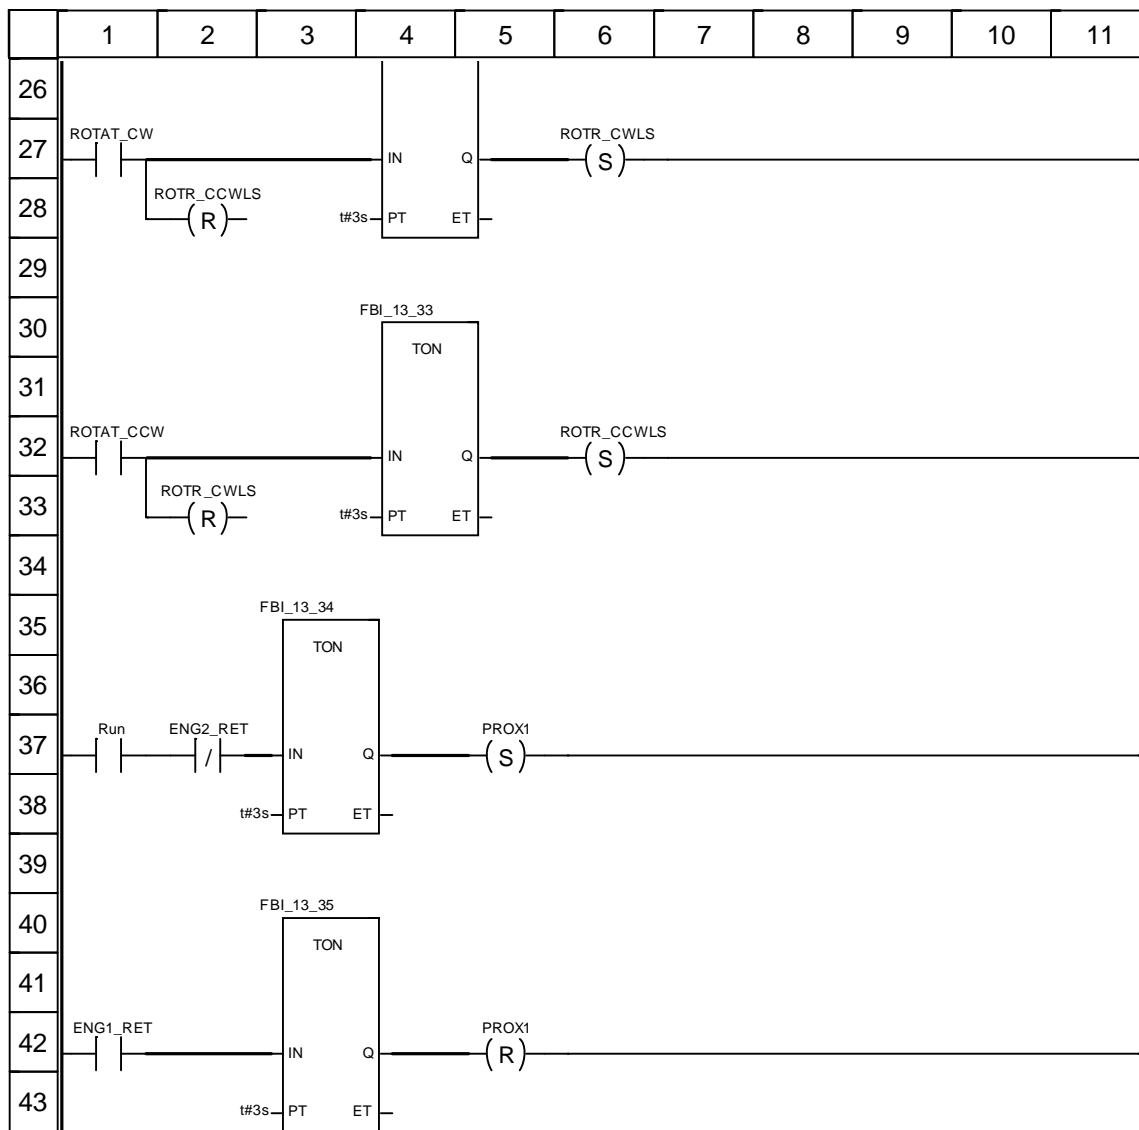 1 2 3 4 5 6 7 8 9 10 11
26
ROTAT_CW ROTR_CWLS
27 IN Q (S)
ROTR_CCWLS
28 (R) t#3s PT ET
29
FBI_13_33
30
TON
31
ROTAT_CCW ROTR_CCWLS
32 IN Q (S)
ROTR_CWLS
33 (R) t#3s PT ET
34
FBI_13_34
35
TON
36
Run ENG2_RET PROX1
37 / IN Q (S)
38 t#3s PT ET
39
FBI_13_35
40
TON
41
ENG1_RET PROX1
42 IN Q (R)
43 t#3s PT ET